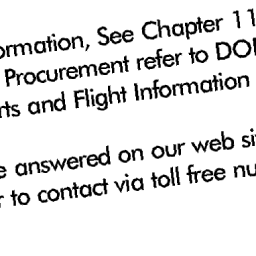 ormation, See Chapter 11
Procurement refer to DO
rts and Flight Information
e answered on our web si
r to contact via toll free nu